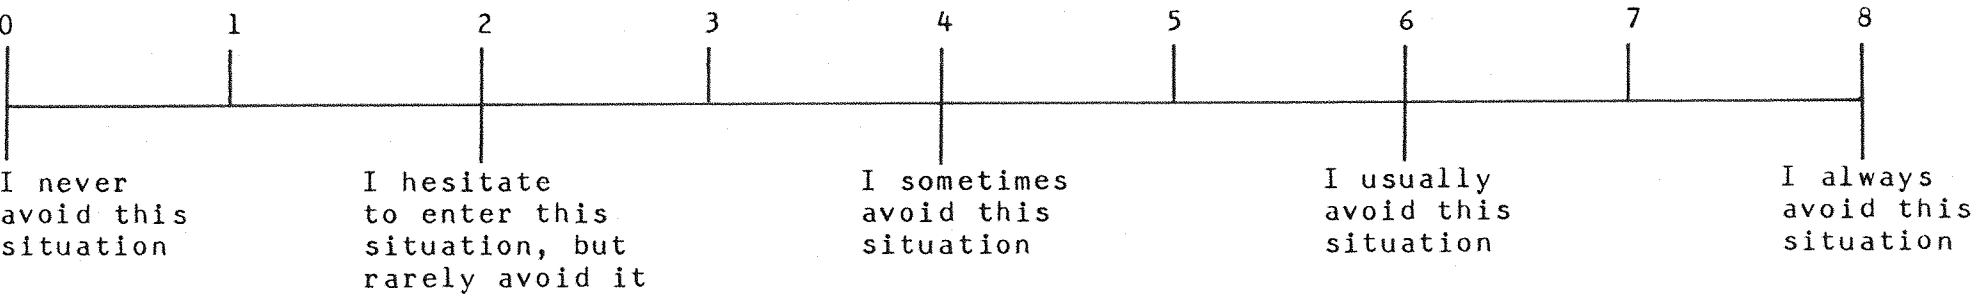 0 1 2 3 4 5 6 7 8
I never
avoid this
situation
I hesitate
to enter this
situation, but
rarely avoid it
I sometimes
avoid this
situation
I usually
avoid this
situation
I always
avoid this
situation